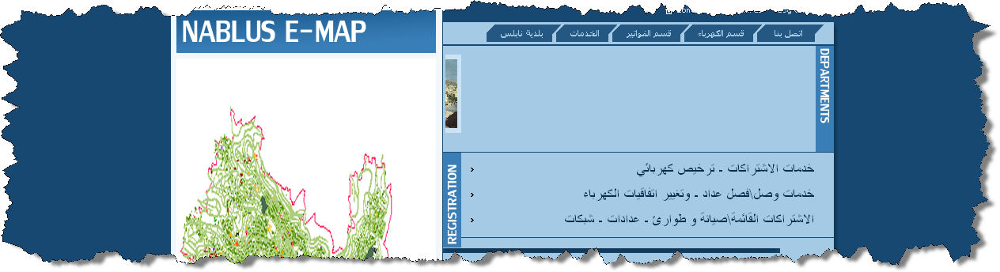 NABLUS E-MAP
اتصل بنا
قسم الكهرباء
قسم الفواتير
الخدمات
بلدية نابلس
DEPARTMENTS
REGISTRATION
خدمات الاشتراكات - ترخيص كهربائي
خدمات وصل\فصل عداد - وتغيير اتفاقيات الكهرباء
الاشتراكات القائمة\صيانة و طوارئ - عدادات - شبكات